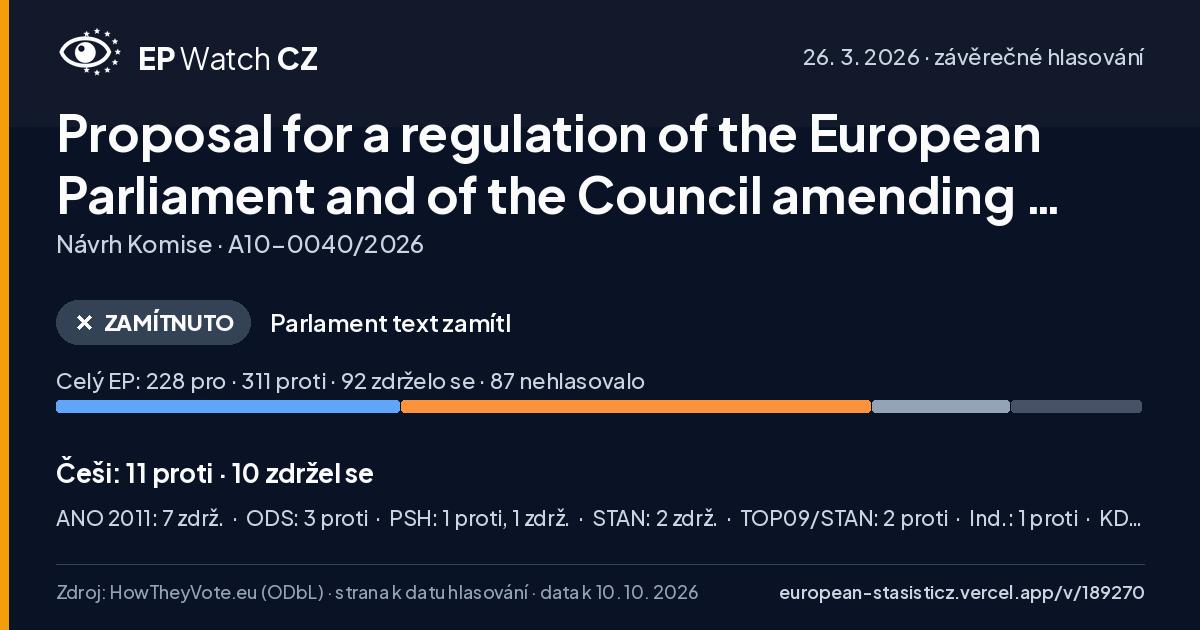 EP Watch CZ
26. 3. 2026 · závěrečné hlasování
Proposal for a regulation of the European
Parliament and of the Council amending …
Návrh Komise · A10-0040/2026
✕ ZAMÍTNUTO
Parlament text zamítl
Celý EP: 228 pro · 311 proti · 92 zdrželo se · 87 nehlasovalo
Češi: 11 proti · 10 zdržel se
ANO 2011: 7 zdrž. · ODS: 3 proti · PSH: 1 proti, 1 zdrž. · STAN: 2 zdrž. · TOP09/STAN: 2 proti · Ind.: 1 proti · KD…
Zdroj: HowTheyVote.eu (ODbL) · strana k datu hlasování · data k 10. 10. 2026
european-stasisticz.vercel.app/v/189270